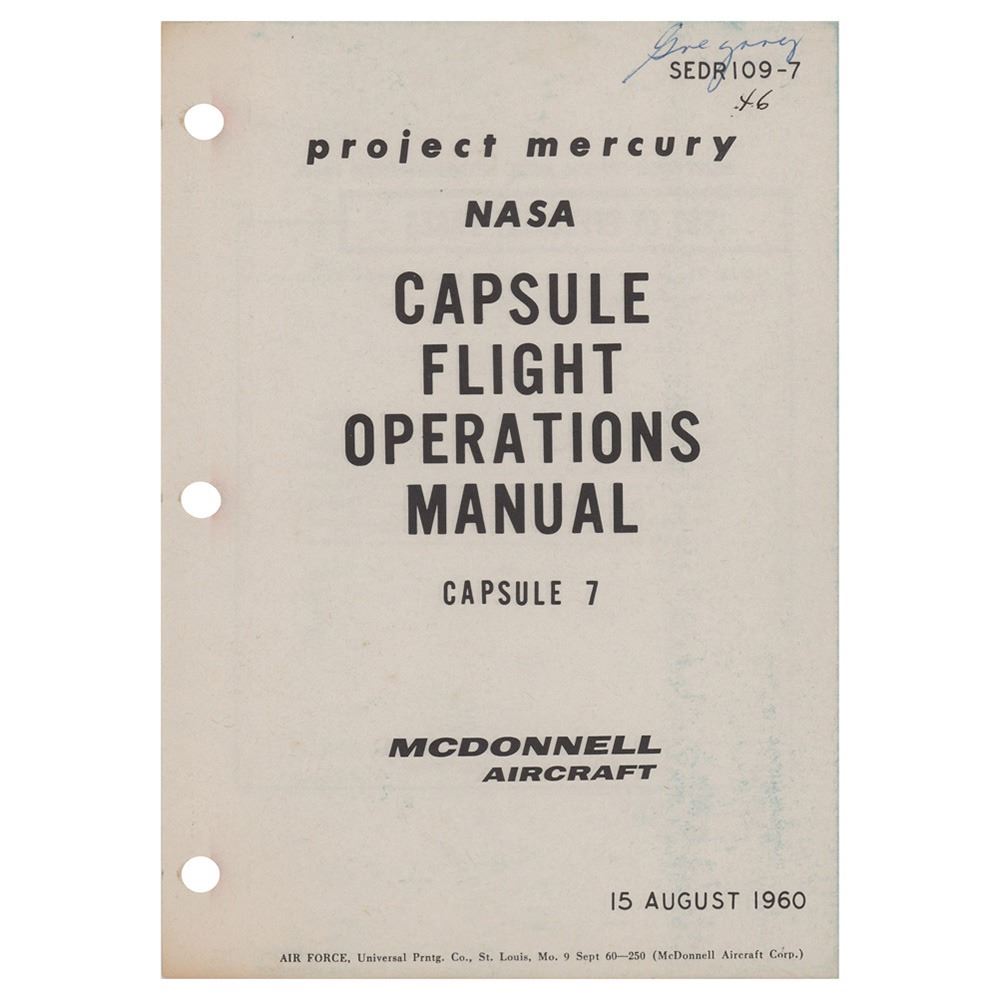 Gregory
SEDR109-7
46
project mercury
NASA
CAPSULE
FLIGHT
OPERATIONS
MANUAL
CAPSULE 7
MCDONNELL
AIRCRAFT
15 AUGUST 1960
AIR FORCE, Universal Prntg. Co., St. Louis, Mo. 9 Sept 60—250 (McDonnell Aircraft Corp.)